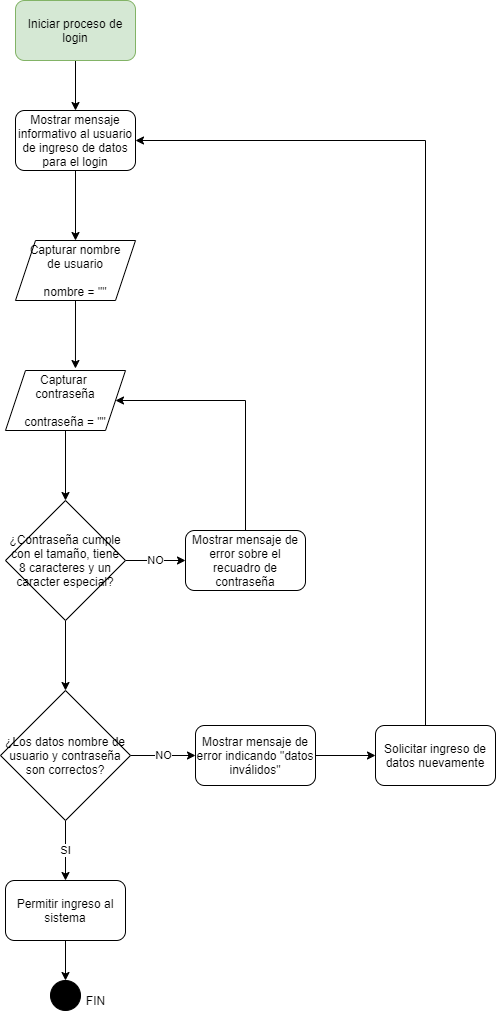 Iniciar proceso de
login
Mostrar mensaje
informativo al usuario
de ingreso de datos
para el login
Capturar nombre
de usuario
nombre = ""
Capturar
contraseña
contraseña = ""
¿Contraseña cumple
con el tamaño, tiene
8 caracteres y un
caracter especial?
NO
Mostrar mensaje de
error sobre el
recuadro de
contraseña
¿Los datos nombre de
usuario y contraseña
son correctos?
NO
Mostrar mensaje de
error indicando "datos
inválidos"
Solicitar ingreso de
datos nuevamente
SI
Permitir ingreso al
sistema
FIN